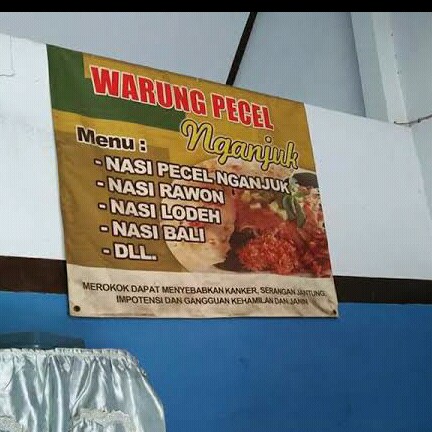 WARUNG PECEL
Nganjuk
Menu :
- NASI PECEL NGANJUK
- NASI RAWON
- NASI LODEH
- NASI BALI
- DLL.
MEROKOK DAPAT MENYEBABKAN KANKER, SERANGAN JANTUNG,
IMPOTENSI DAN GANGGUAN KEHAMILAN DAN JANIN